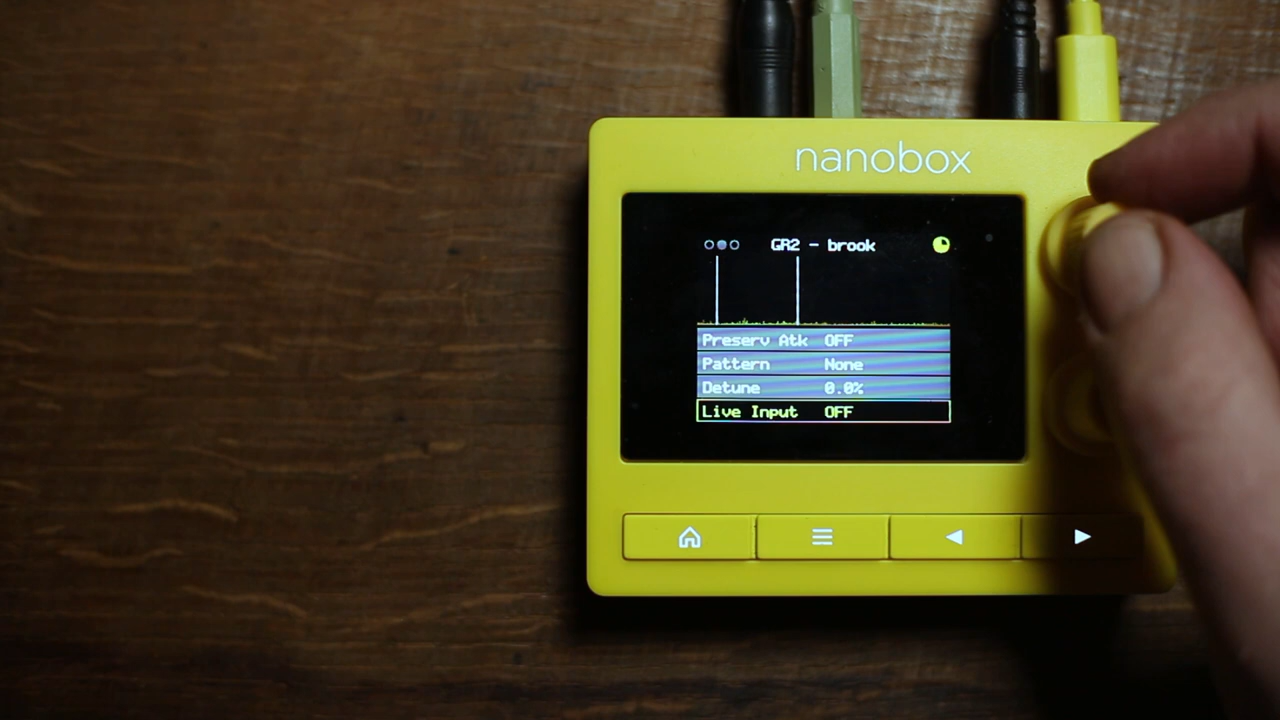 nanobox
GR2 - brook
Preserv Atk OFF
Pattern None
Detune 0.0%
Live Input OFF